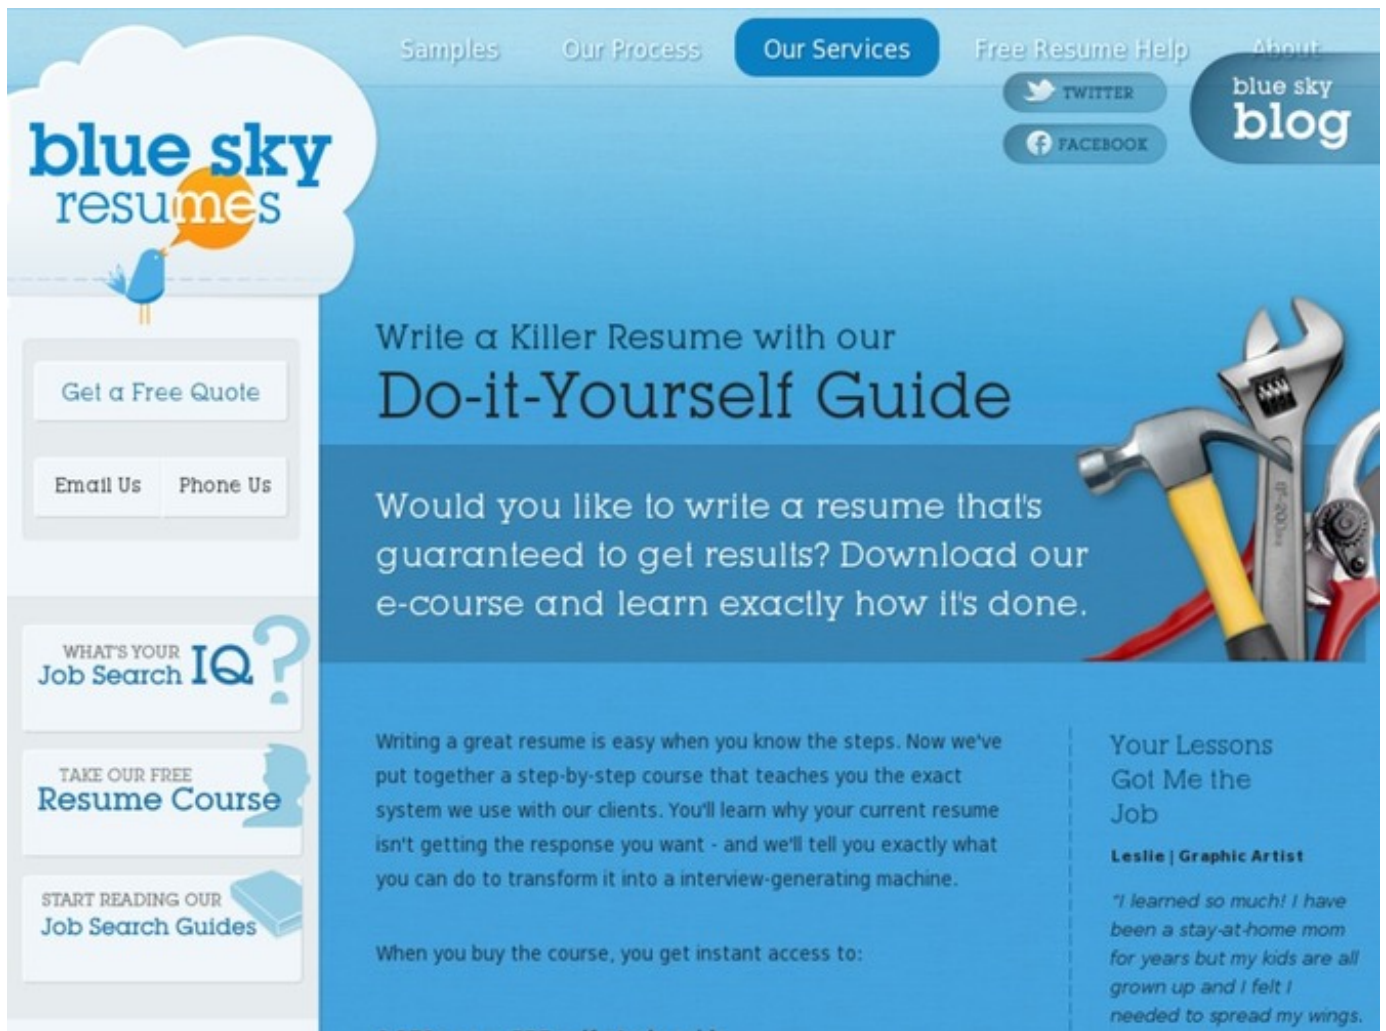 Samples
Our Process
Our Services
Free Resume Help
About
TWITTER
FACEBOOK
blue sky
blog
blue sky
resumes
Get a Free Quote
Email Us
Phone Us
WHAT'S YOUR
Job Search IQ
TAKE OUR FREE
Resume Course
START READING OUR
Job Search Guides
Write a Killer Resume with our
Do-it-Yourself Guide
Would you like to write a resume that's
guaranteed to get results? Download our
e-course and learn exactly how it's done.
Writing a great resume is easy when you know the steps. Now we've
put together a step-by-step course that teaches you the exact
system we use with our clients. You'll learn why your current resume
isn't getting the response you want - and we'll tell you exactly what
you can do to transform it into a interview-generating machine.
When you buy the course, you get instant access to:
Your Lessons
Got Me the
Job
Leslie | Graphic Artist
"I learned so much! I have
been a stay-at-home mom
for years but my kids are all
grown up and I felt I
needed to spread my wings.